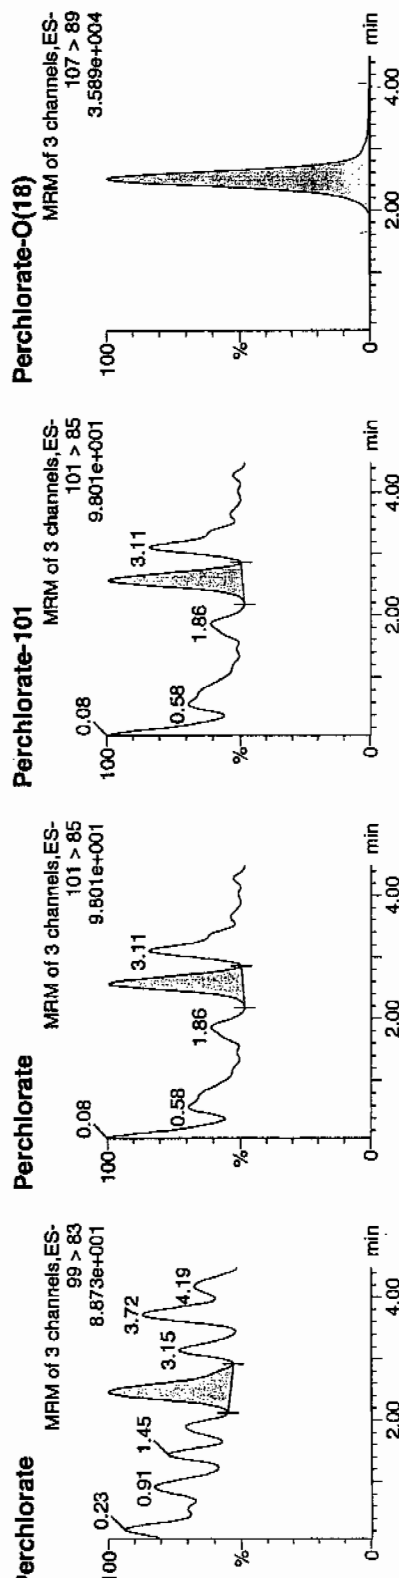 Perchlorate
MRM of 3 channels,ES-
99 > 83
8.873e+001
100
%
0
0.23
0.91
1.45
3.15
3.72
4.19
2.00
4.00
min
Perchlorate
MRM of 3 channels,ES-
101 > 85
9.801e+001
100
%
0
0.08
0.58
1.86
3.11
2.00
4.00
min
Perchlorate-101
MRM of 3 channels,ES-
101 > 85
9.801e+001
100
%
0
0.08
0.58
1.86
3.11
2.00
4.00
min
Perchlorate-O(18)
MRM of 3 channels,ES-
107 > 89
3.589e+004
100
%
0
2.00
4.00
min